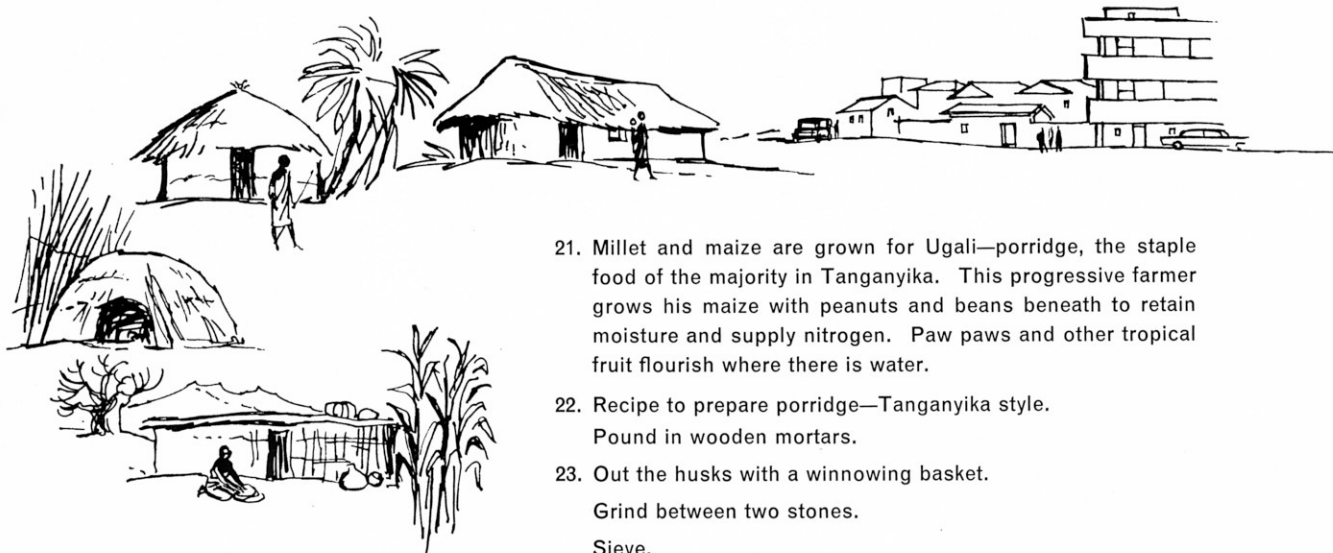 21. Millet and maize are grown for Ugali—porridge, the staple
food of the majority in Tanganyika. This progressive farmer
grows his maize with peanuts and beans beneath to retain
moisture and supply nitrogen. Paw paws and other tropical
fruit flourish where there is water.
22. Recipe to prepare porridge—Tanganyika style.
Pound in wooden mortars.
23. Out the husks with a winnowing basket.
Grind between two stones.
Sieve.